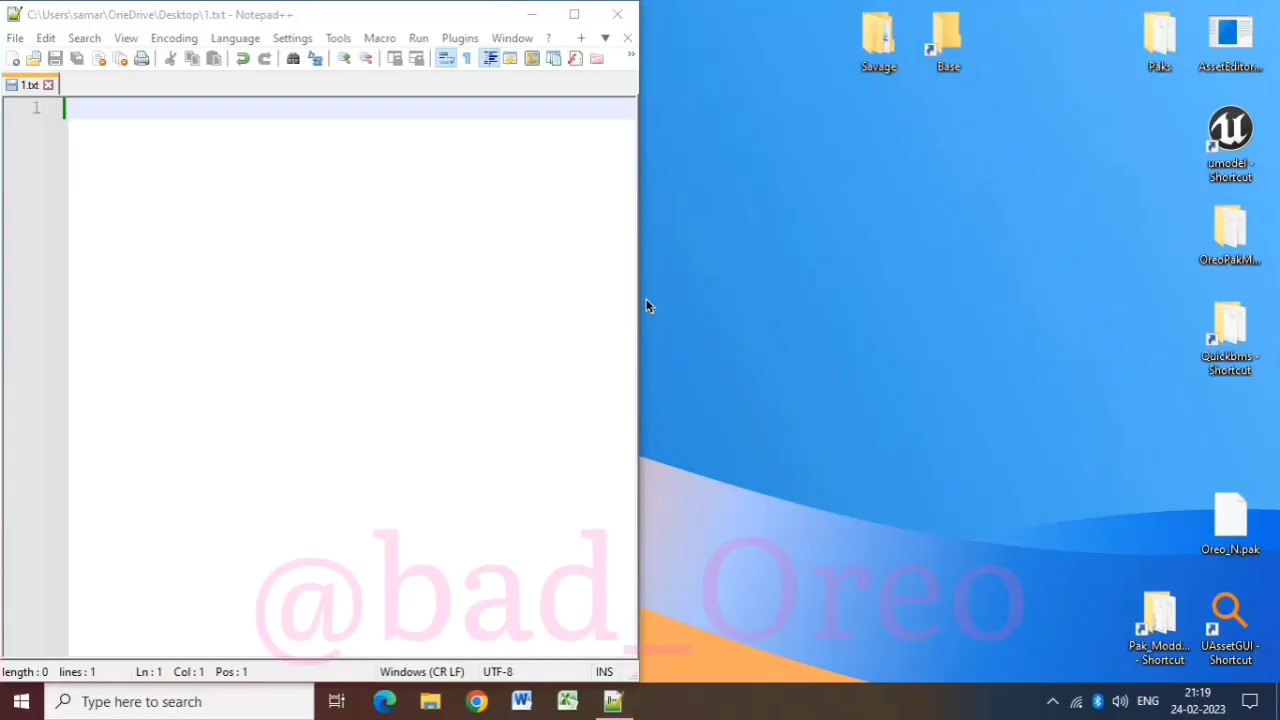 C:\Users\samar\OneDrive\Desktop\1.txt - Notepad++
File Edit Search View Encoding Language Settings Tools Macro Run Plugins Window ?
1.txt
1
length : 0 lines : 1 Ln : 1 Col : 1 Pos : 1 Windows (CR LF) UTF-8 INS
Savage
Base
Paks
AssetEditor...
umodel - Shortcut
OreoPakM...
Quickbms - Shortcut
Oreo_N.pak
Pak_Modd... - Shortcut
UAssetGUI - Shortcut
@bad_Oreo
Type here to search
ENG
21:19
24-02-2023